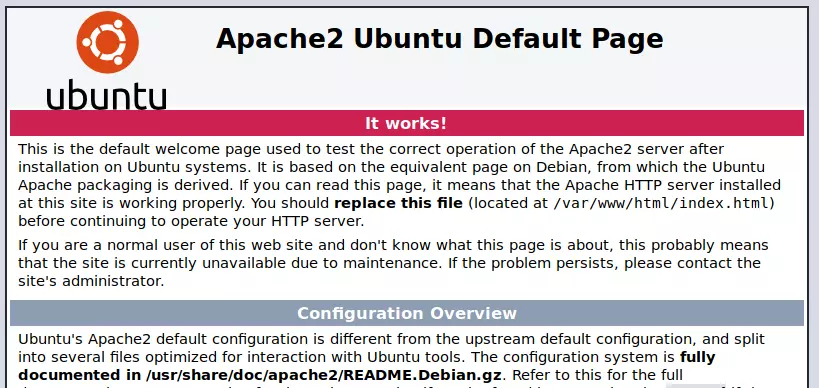 Apache2 Ubuntu Default Page
ubuntu
It works!
This is the default welcome page used to test the correct operation of the Apache2 server after
installation on Ubuntu systems. It is based on the equivalent page on Debian, from which the Ubuntu
Apache packaging is derived. If you can read this page, it means that the Apache HTTP server installed
at this site is working properly. You should replace this file (located at /var/www/html/index.html)
before continuing to operate your HTTP server.
If you are a normal user of this web site and don't know what this page is about, this probably means
that the site is currently unavailable due to maintenance. If the problem persists, please contact the
site's administrator.
Configuration Overview
Ubuntu's Apache2 default configuration is different from the upstream default configuration, and split
into several files optimized for interaction with Ubuntu tools. The configuration system is fully
documented in /usr/share/doc/apache2/README.Debian.gz. Refer to this for the full